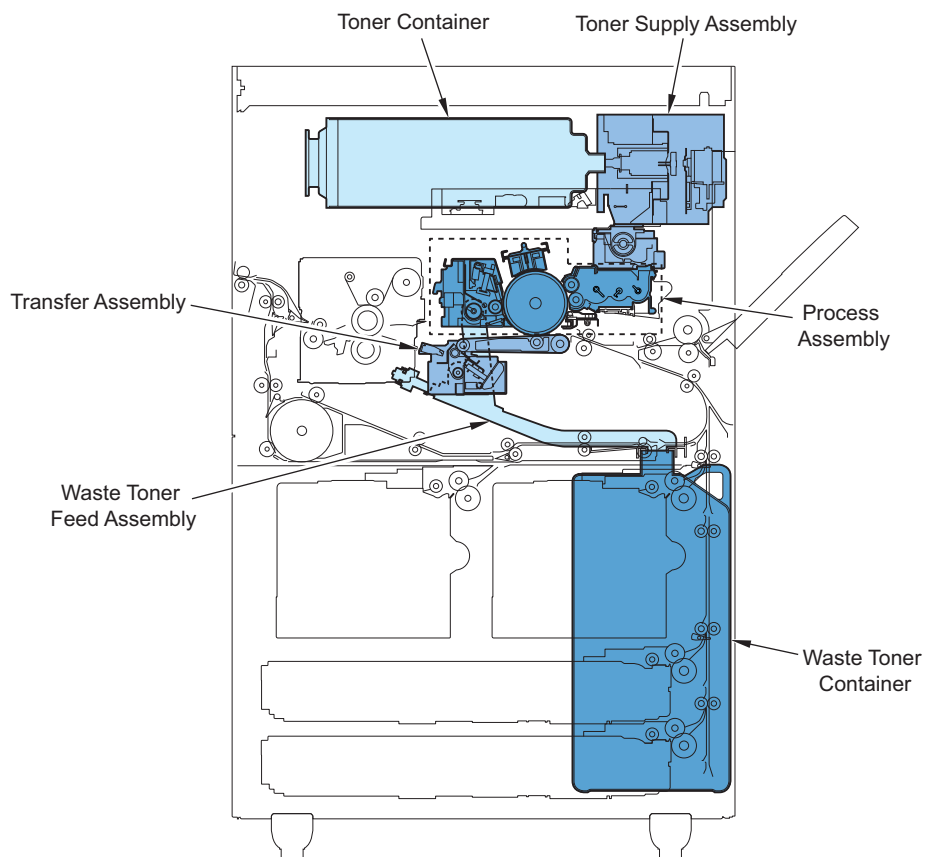 Toner Container
Toner Supply Assembly
Transfer Assembly
Process
Assembly
Waste Toner
Feed Assembly
Waste Toner
Container